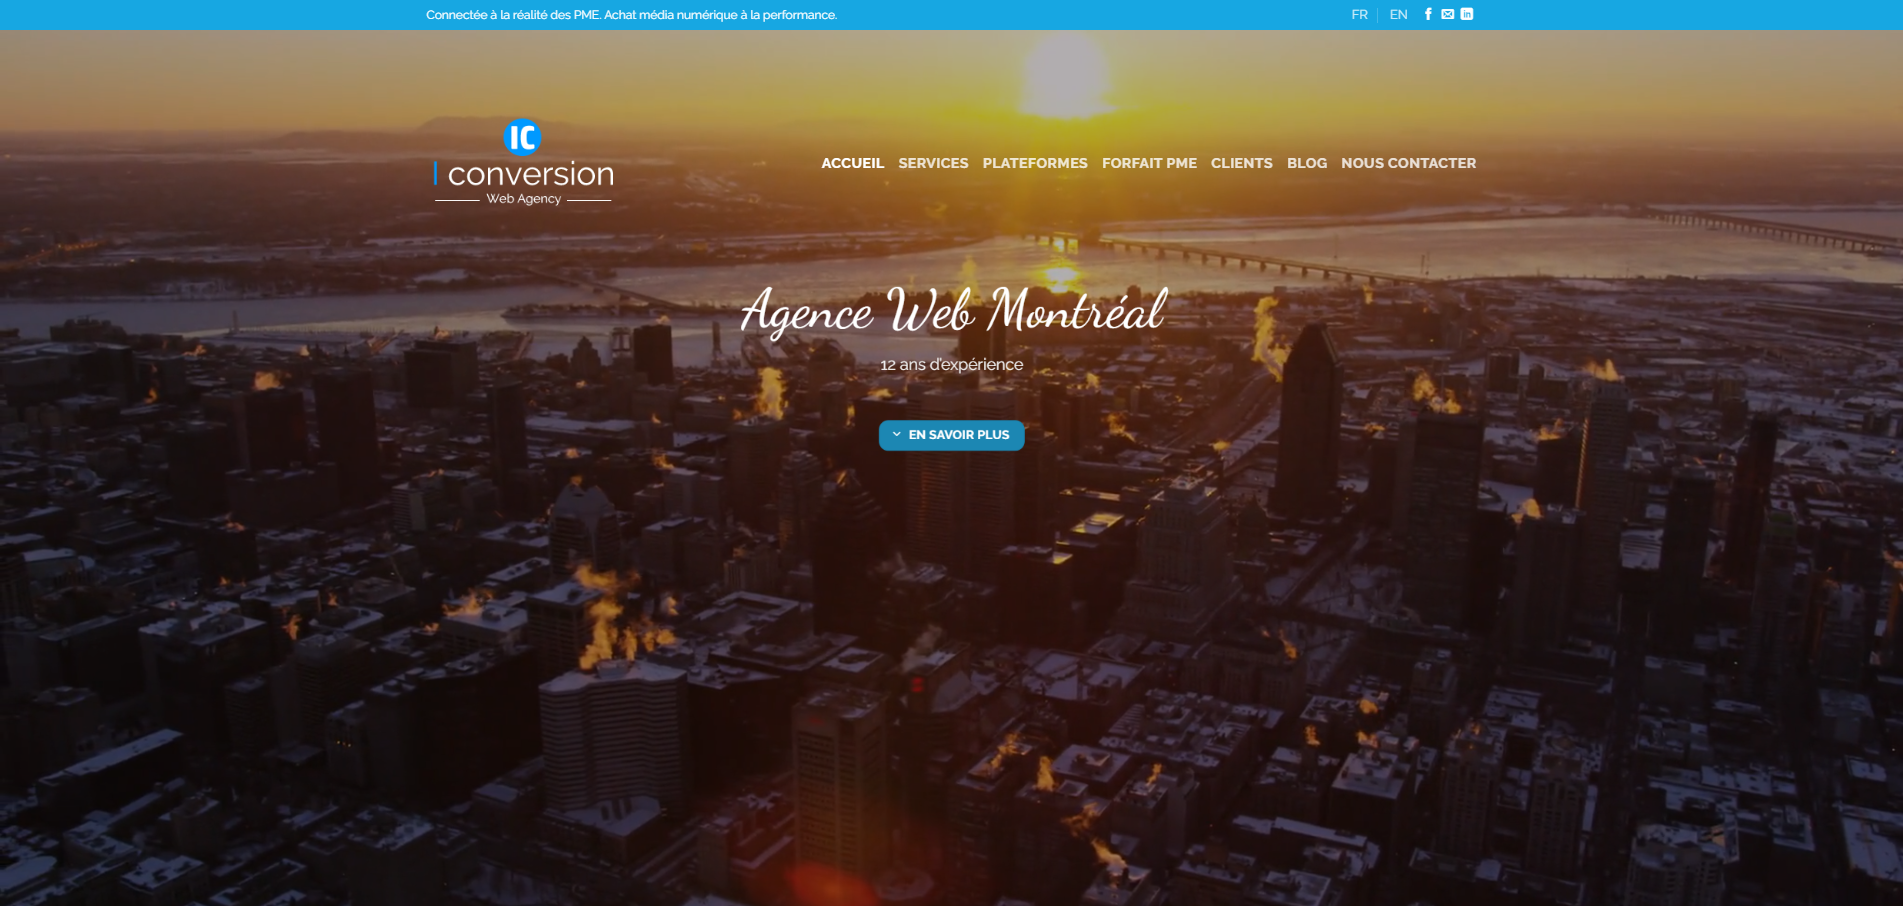 Connectée à la réalité des PME. Achat média numérique à la performance.
FR EN
IC
conversion
Web Agency
ACCUEIL SERVICES PLATEFORMES FORFAIT PME CLIENTS BLOG NOUS CONTACTER
Agence Web Montréal
12 ans d'expérience
EN SAVOIR PLUS